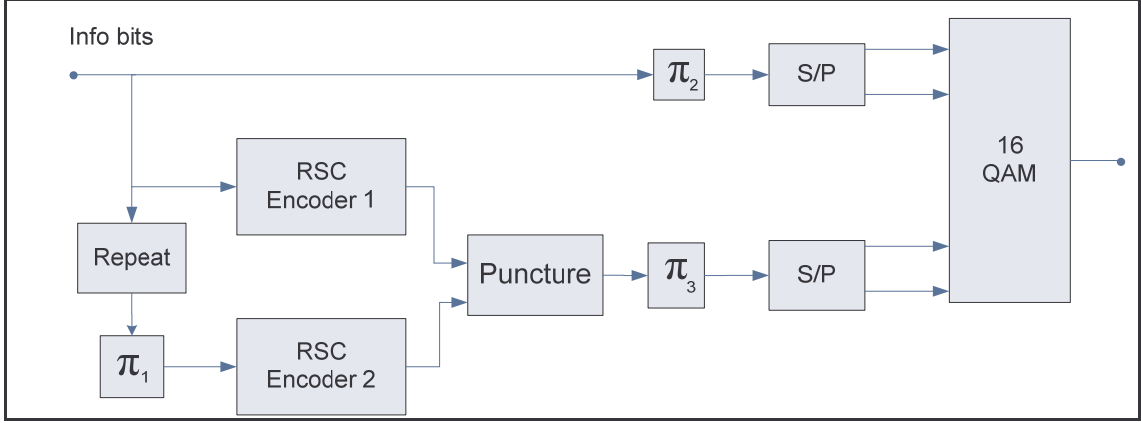 Info bits
π2
S/P
16
QAM
RSC
Encoder 1
Repeat
Puncture
π3
S/P
π1
RSC
Encoder 2